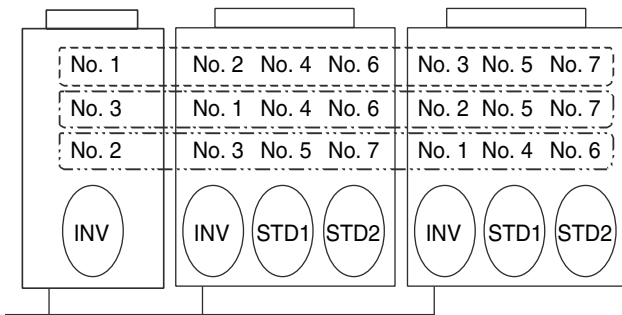 No. 1 No. 2 No. 4 No. 6 No. 3 No. 5 No. 7
No. 3 No. 1 No. 4 No. 6 No. 2 No. 5 No. 7
No. 2 No. 3 No. 5 No. 7 No. 1 No. 4 No. 6
INV INV STD1 STD2 INV STD1 STD2